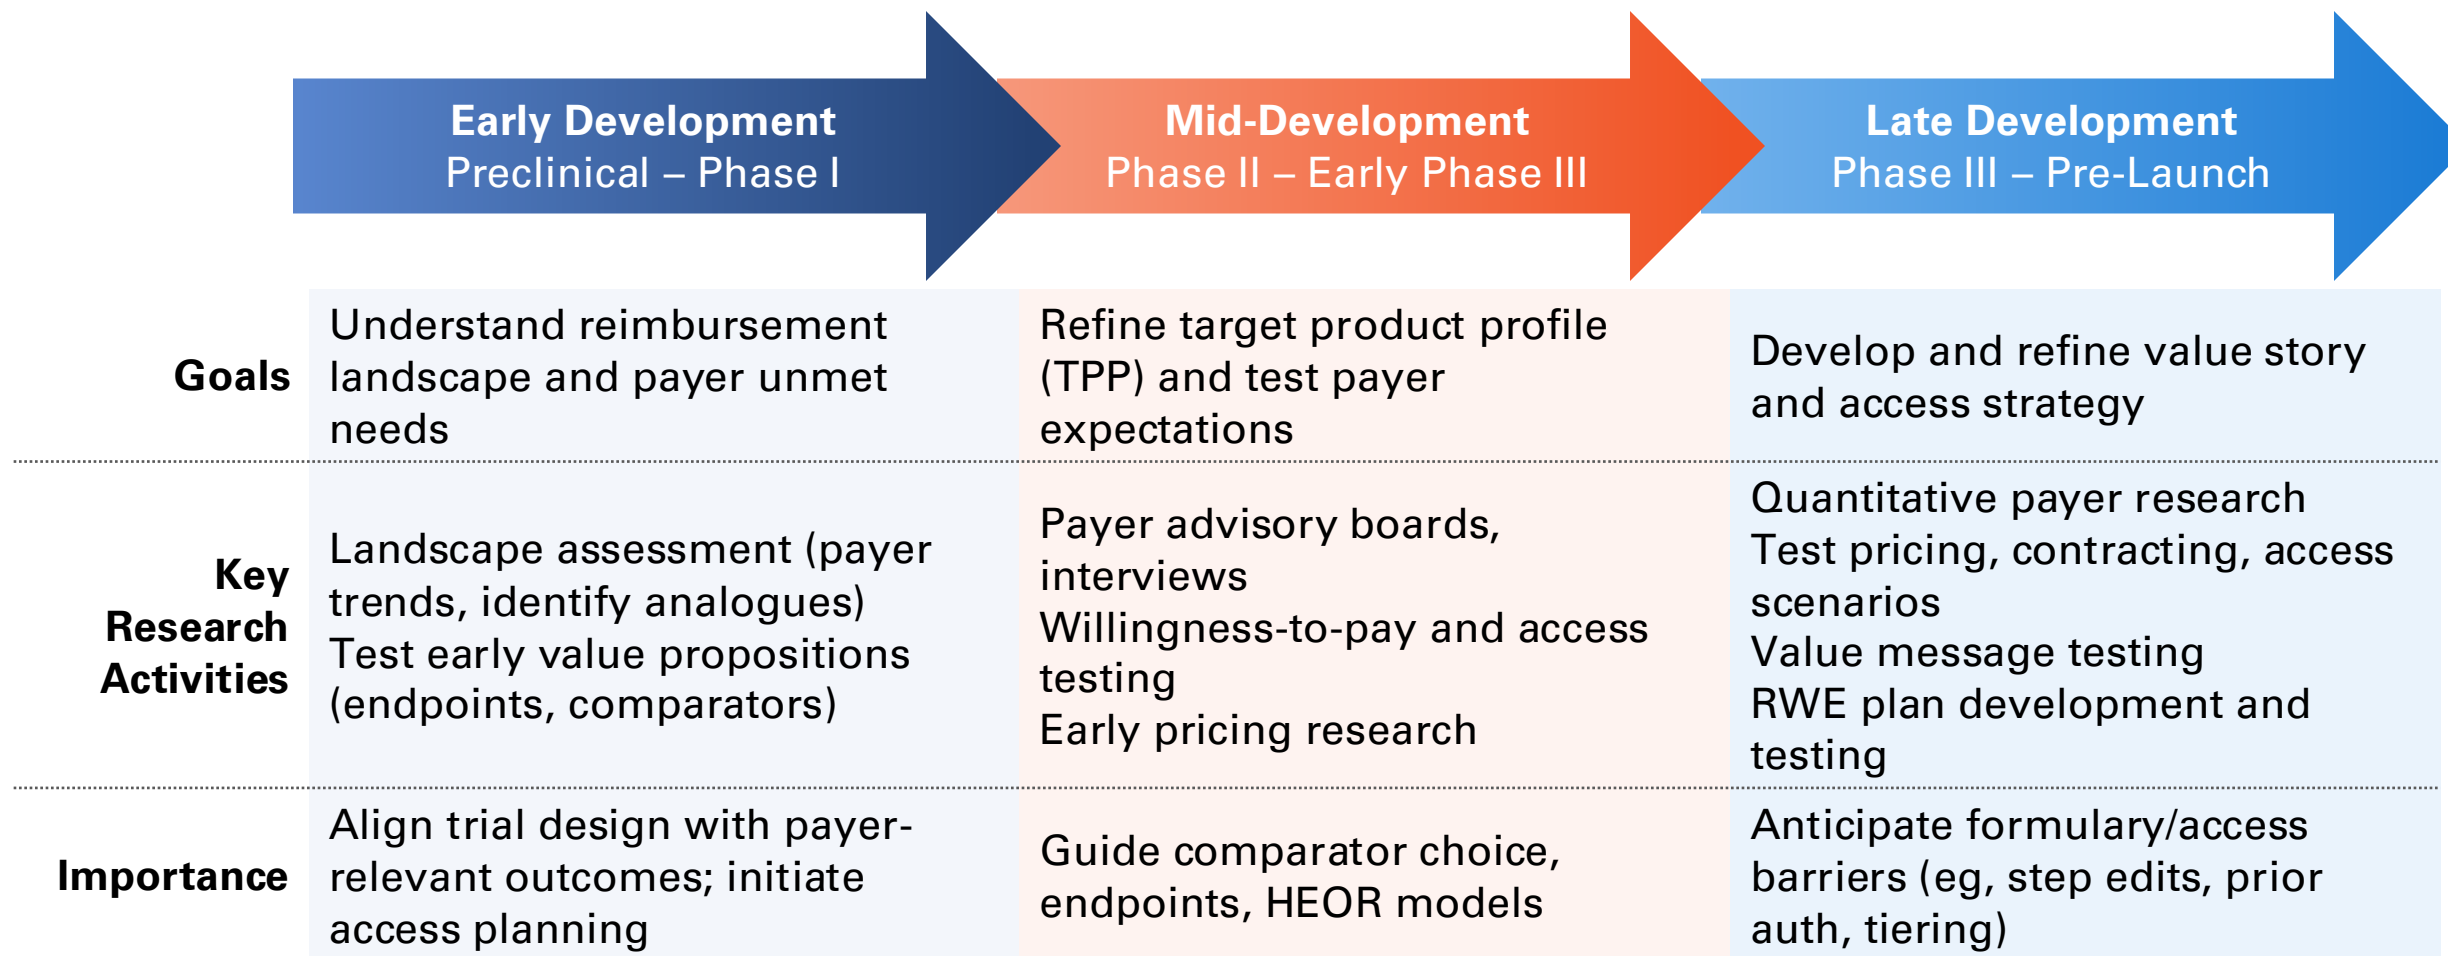 Early Development
Preclinical – Phase I
Mid-Development
Phase II – Early Phase III
Late Development
Phase III – Pre-Launch
Goals
Understand reimbursement
landscape and payer unmet
needs
Refine target product profile
(TPP) and test payer
expectations
Develop and refine value story
and access strategy
Key
Research
Activities
Landscape assessment (payer
trends, identify analogues)
Test early value propositions
(endpoints, comparators)
Payer advisory boards,
interviews
Willingness-to-pay and access
testing
Early pricing research
Quantitative payer research
Test pricing, contracting, access
scenarios
Value message testing
RWE plan development and
testing
Importance
Align trial design with payer-
relevant outcomes; initiate
access planning
Guide comparator choice,
endpoints, HEOR models
Anticipate formulary/access
barriers (eg, step edits, prior
auth, tiering)